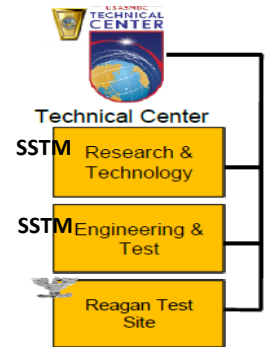 USASMDC
TECHNICAL
CENTER
Technical Center
SSTM
Research &
Technology
SSTM
Engineering &
Test
Reagan Test
Site